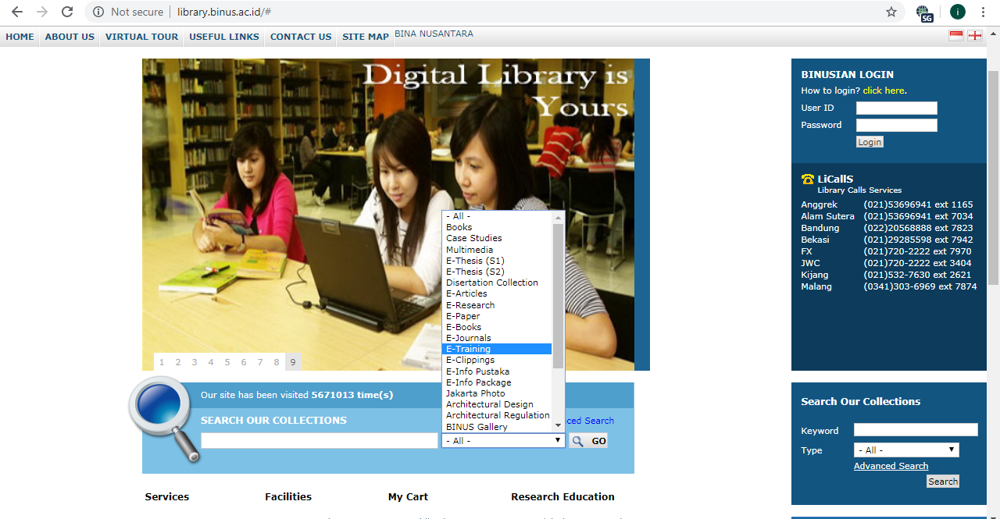 Not secure library.binus.ac.id/#
SG
i
HOME ABOUT US VIRTUAL TOUR USEFUL LINKS CONTACT US SITE MAP BINA NUSANTARA
Digital Library is
Yours
1 2 3 4 5 6 7 8 9
- All -
Books
Case Studies
Multimedia
E-Thesis (S1)
E-Thesis (S2)
Disertation Collection
E-Articles
E-Research
E-Paper
E-Books
E-Journals
E-Training
E-Clippings
E-Info Pustaka
E-Info Package
Jakarta Photo
Architectural Design
Architectural Regulation
BINUS Gallery
Our site has been visited 5671013 time(s)
SEARCH OUR COLLECTIONS
Search
- All - GO
Services Facilities My Cart Research Education
BINUSIAN LOGIN
How to login? click here.
User ID
Password
Login
LiCallS
Library Calls Services
Anggrek (021)53696941 ext 1165
Alam Sutera (021)53696941 ext 7034
Bandung (022)20568888 ext 7823
Bekasi (021)29285598 ext 7942
FX (021)720-2222 ext 7970
JWC (021)720-2222 ext 3404
Kijang (021)532-7630 ext 2621
Malang (0341)303-6969 ext 7874
Search Our Collections
Keyword
Type - All -
Advanced Search
Search